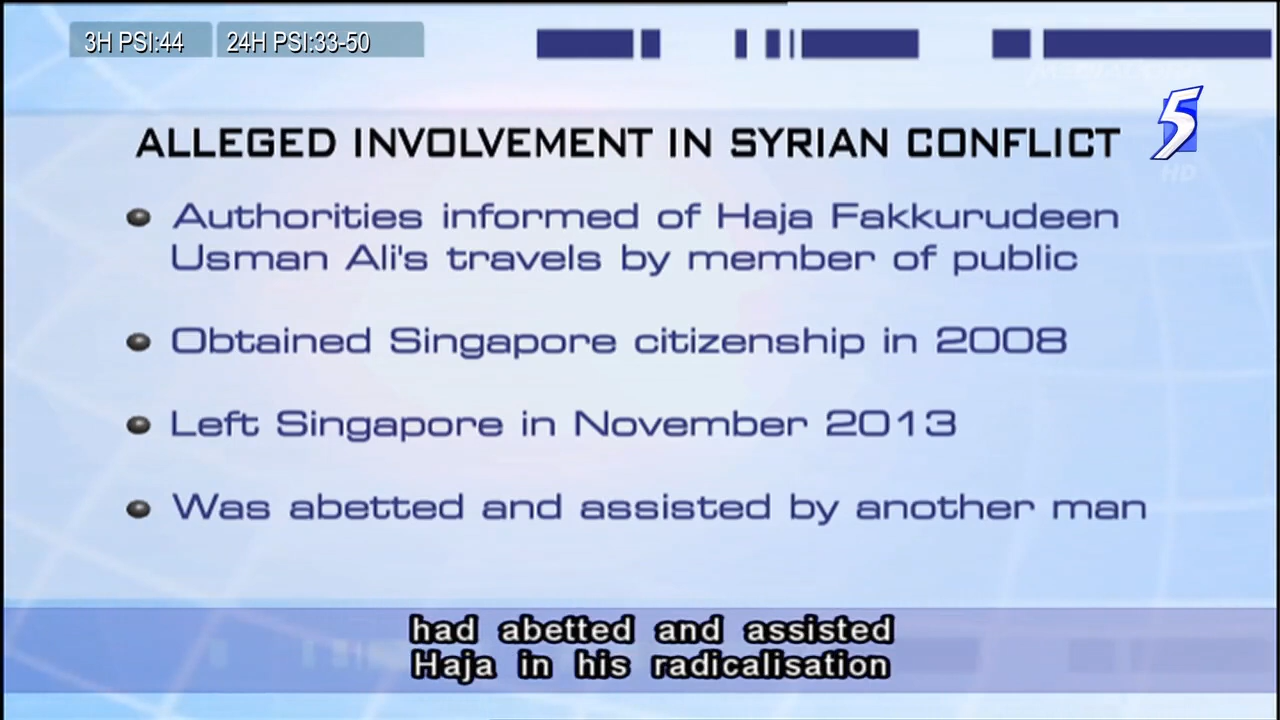 3H PSI:44 24H PSI:33-50
5
HD
ALLEGED INVOLVEMENT IN SYRIAN CONFLICT
Authorities informed of Haja Fakkurudeen
Usman Ali's travels by member of public
Obtained Singapore citizenship in 2008
Left Singapore in November 2013
Was abetted and assisted by another man
had abetted and assisted
Haja in his radicalisation